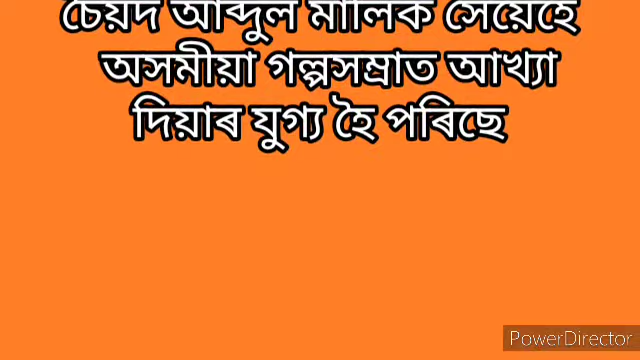 চৈয়দ আব্দুল মালিক সেয়েহে
অসমীয়া গল্পসম্ৰাত আখ্যা
দিয়াৰ যুগ্য হৈ পৰিছে
PowerDirector